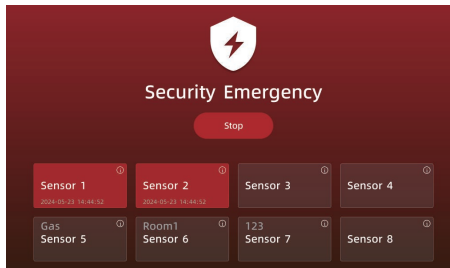 Security Emergency
Stop
Sensor 1
2024-05-23 14:44:52
Sensor 2
2024-05-23 14:44:52
Sensor 3
Sensor 4
Gas
Sensor 5
Room1
Sensor 6
123
Sensor 7
Sensor 8